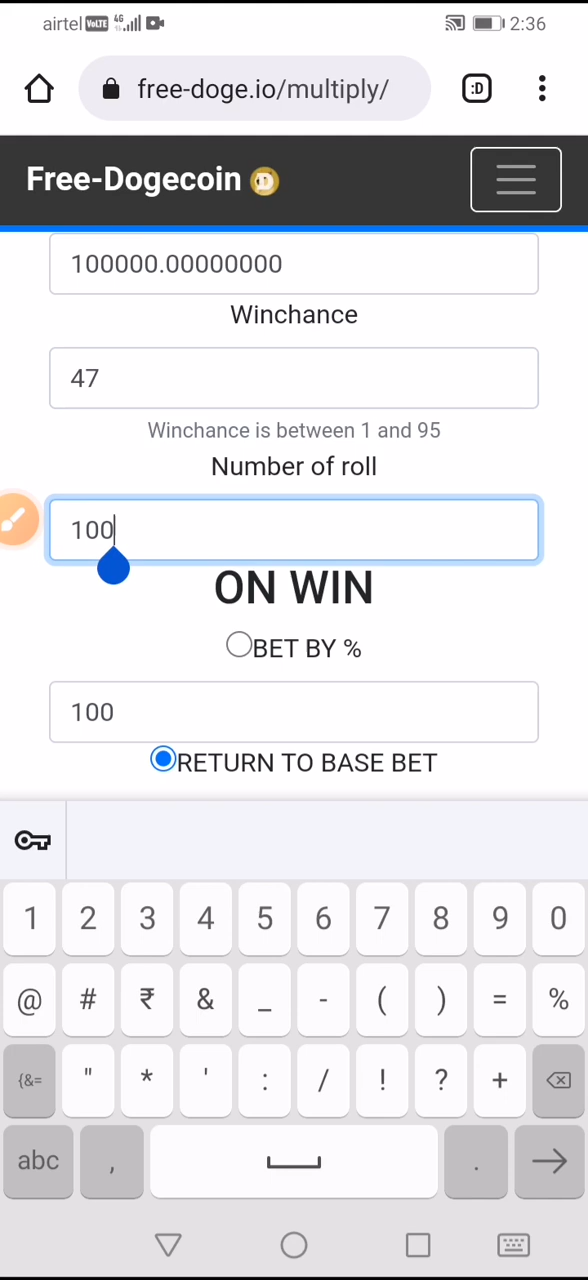 airtel VoLTE 4G 2:36
free-doge.io/multiply/ :D
Free-Dogecoin
100000.00000000
Winchance
47
Winchance is between 1 and 95
Number of roll
100
ON WIN
BET BY %
100
RETURN TO BASE BET
1 2 3 4 5 6 7 8 9 0
@ # ₹ & _ - ( ) = %
{&= " * ' : / ! ? +
abc , .